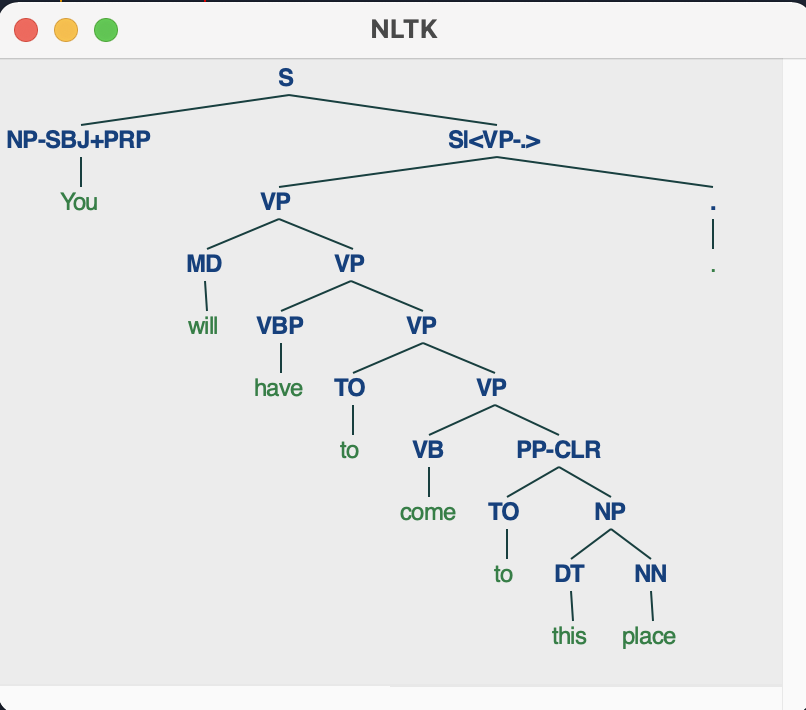 NLTK
S
NP-SBJ+PRP S|<VP-.>
You VP .
MD VP .
will VBP VP
have TO VP
to VB PP-CLR
come TO NP
to DT NN
this place